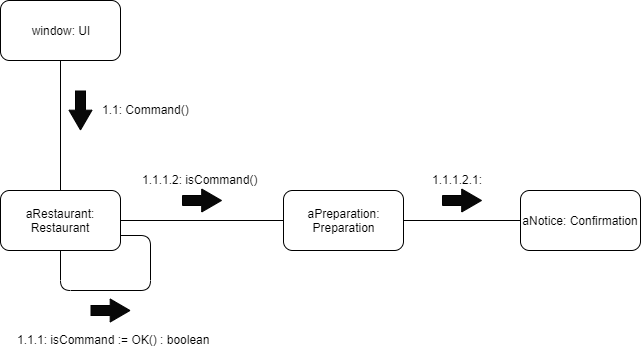 window: UI
1.1: Command()
1.1.1.2: isCommand()
1.1.1.2.1:
aRestaurant:
Restaurant
aPreparation:
Preparation
aNotice: Confirmation
1.1.1: isCommand := OK() : boolean